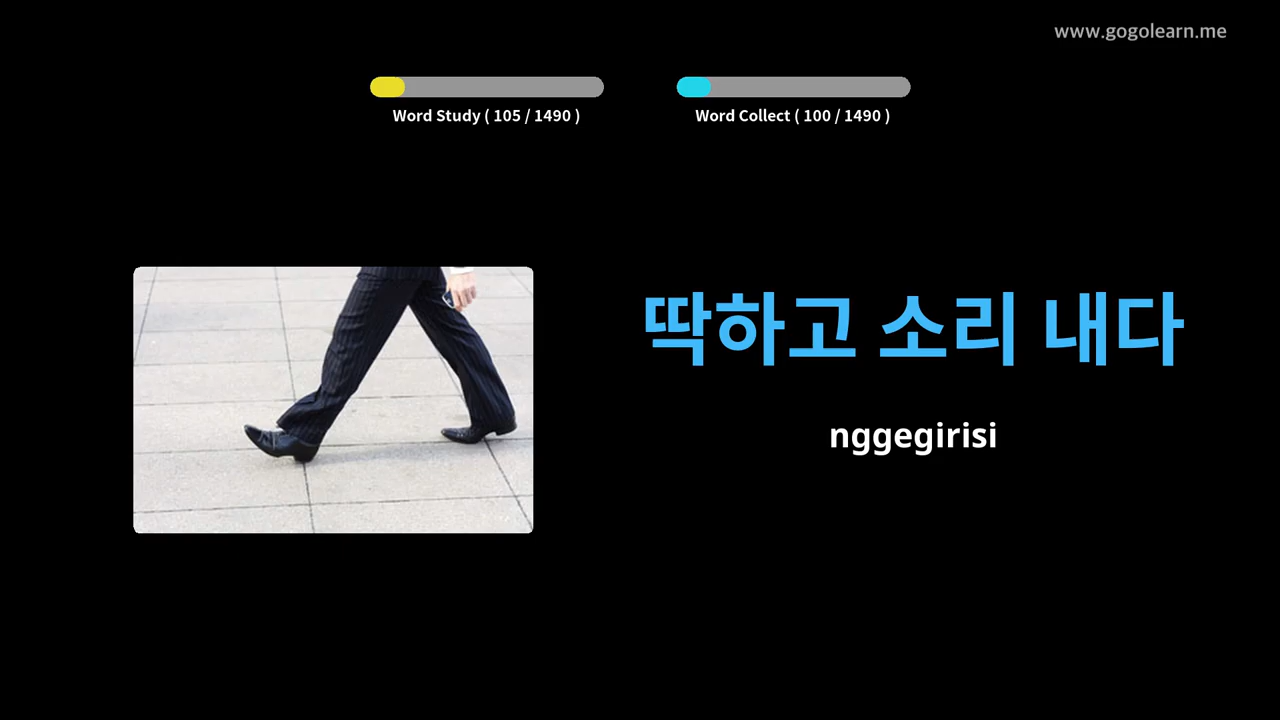 www.gogolearn.me
Word Study ( 105 / 1490 )
Word Collect ( 100 / 1490 )
딱하고 소리 내다
nggegirisi